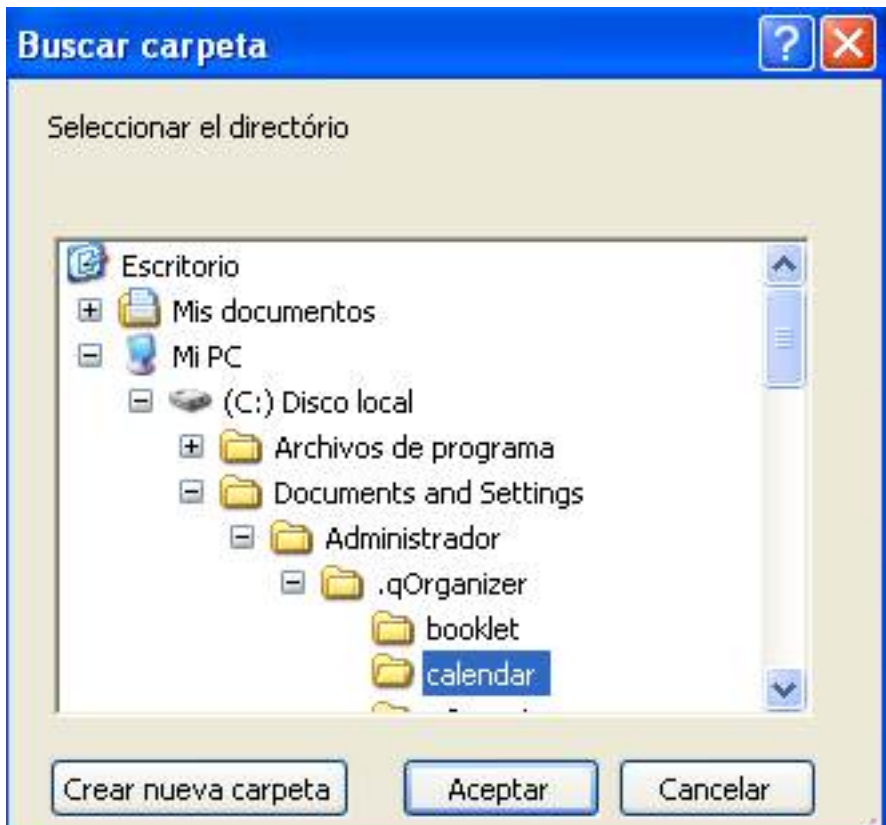 Buscar carpeta
Seleccionar el directório
Escritorio
Mis documentos
Mi PC
(C:) Disco local
Archivos de programa
Documents and Settings
Administrador
.qOrganizer
booklet
calendar
Crear nueva carpeta
Aceptar
Cancelar